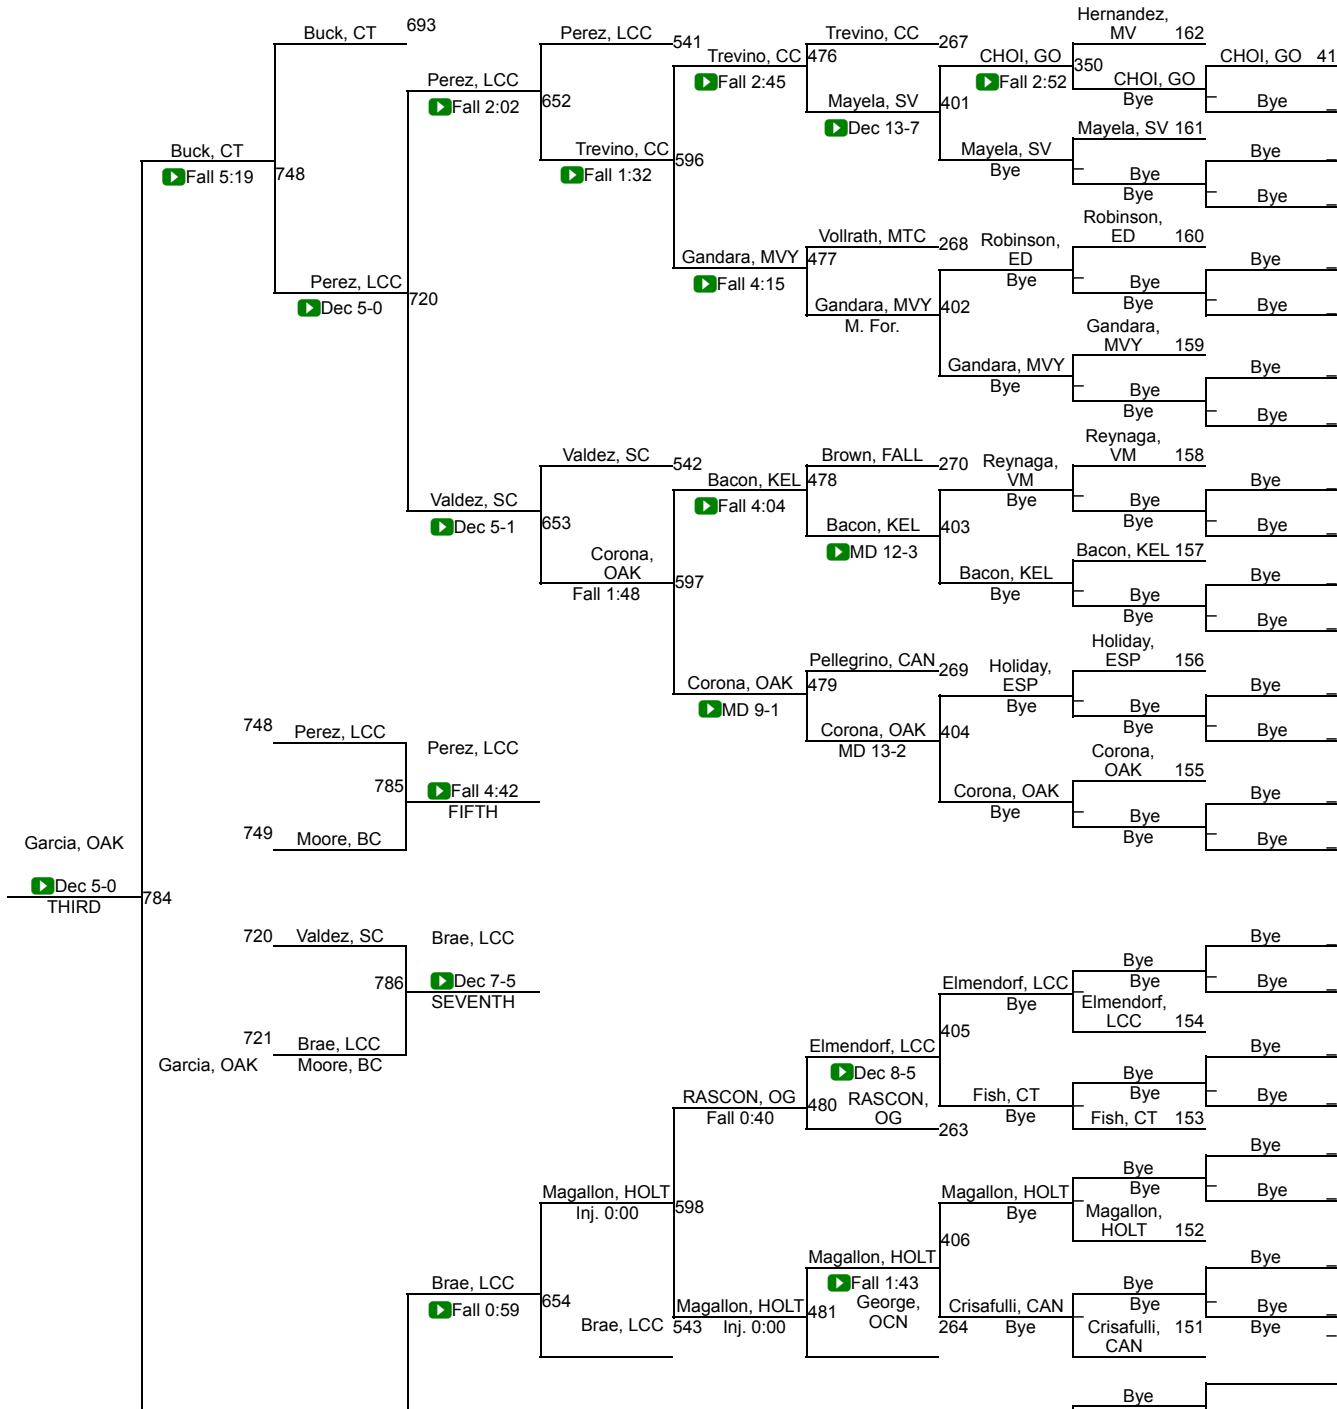 Hernandez,
Buck, CT 693 Perez, LCC Trevino, CC MV 162
541 267
Trevino, CC 476 CHOI, GO CHOI, GO 41
350
Perez, LCC Fall 2:45 Fall 2:52 CHOI, GO
Fall 2:02 652 Mayela, SV 401 Bye Bye
Dec 13-7 Mayela, SV 161
Buck, CT Trevino, CC 596 Mayela, SV Bye
Fall 5:19 748 Fall 1:32 Bye Bye
Bye Bye
Robinson,
Vollrath, MTC 268 Robinson, ED 160
Gandara, MVY 477 ED Bye
Perez, LCC Fall 4:15 Bye Bye
Dec 5-0 720 Gandara, MVY 402 Bye Bye
M. For. Gandara,
MVY 159
Gandara, MVY Bye
Bye Bye
Bye Bye
Reynaga,
Valdez, SC 542 Brown, FALL 270 Reynaga, VM 158
Bacon, KEL 478 VM Bye
Valdez, SC Fall 4:04 Bye Bye
Dec 5-1 653 Bacon, KEL 403 Bye Bye
Corona, MD 12-3 Bacon, KEL 157
OAK 597 Bacon, KEL Bye
Fall 1:48 Bye Bye
Bye Bye
Holiday,
Pellegrino, CAN 269 Holiday, ESP 156
Corona, OAK 479 ESP Bye
MD 9-1 Bye Bye
748 Perez, LCC Perez, LCC Corona, OAK 404 Bye Bye
MD 13-2 Corona,
OAK 155
785 Fall 4:42 Corona, OAK Bye
FIFTH Bye Bye
749 Moore, BC Bye Bye
Garcia, OAK
Dec 5-0
THIRD 784
720 Valdez, SC Brae, LCC Bye
Bye
786 Dec 7-5 Elmendorf, LCC Bye Bye
SEVENTH Bye Elmendorf,
LCC 154
721 Brae, LCC 405
Garcia, OAK Moore, BC Elmendorf, LCC Bye
Dec 8-5 Bye
RASCON, OG 480 RASCON, Fish, CT Bye Bye
Fall 0:40 OG 263 Bye Fish, CT 153
Bye
Bye
Magallon, HOLT 598 Magallon, HOLT Bye Bye
Inj. 0:00 Bye Magallon,
HOLT 152
406
Magallon, HOLT Bye
Brae, LCC Fall 1:43 Bye
Fall 0:59 654 Magallon, HOLT 481 George, Crisafulli, CAN Bye Bye
Brae, LCC 543 Inj. 0:00 OCN 264 Bye Crisafulli, 151 Bye
CAN
Bye